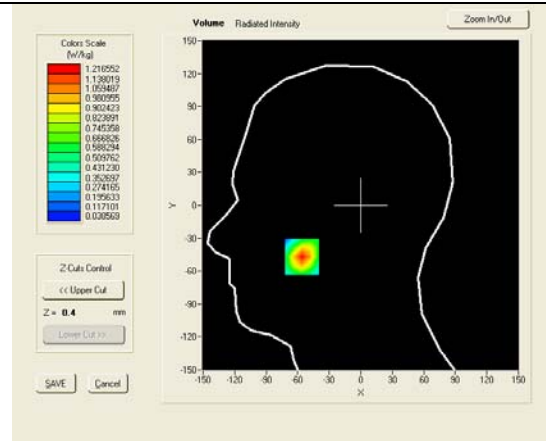 Volume Radiated Intensity
Zoom In/Out
Colors Scale
(W/kg)
1.216552
1.138019
1.059487
0.980955
0.902423
0.823891
0.745358
0.666826
0.588294
0.509762
0.431230
0.352697
0.274165
0.195633
0.117101
0.038569
Z-Cuts Control
<< Upper Cut
Z = 0.4 mm
Lower Cut >>
SAVE Cancel
150
120
90
60
30
0
-30
-60
-90
-120
-150
Y
-150 -120 -90 -60 -30 0 30 60 90 120 150
X